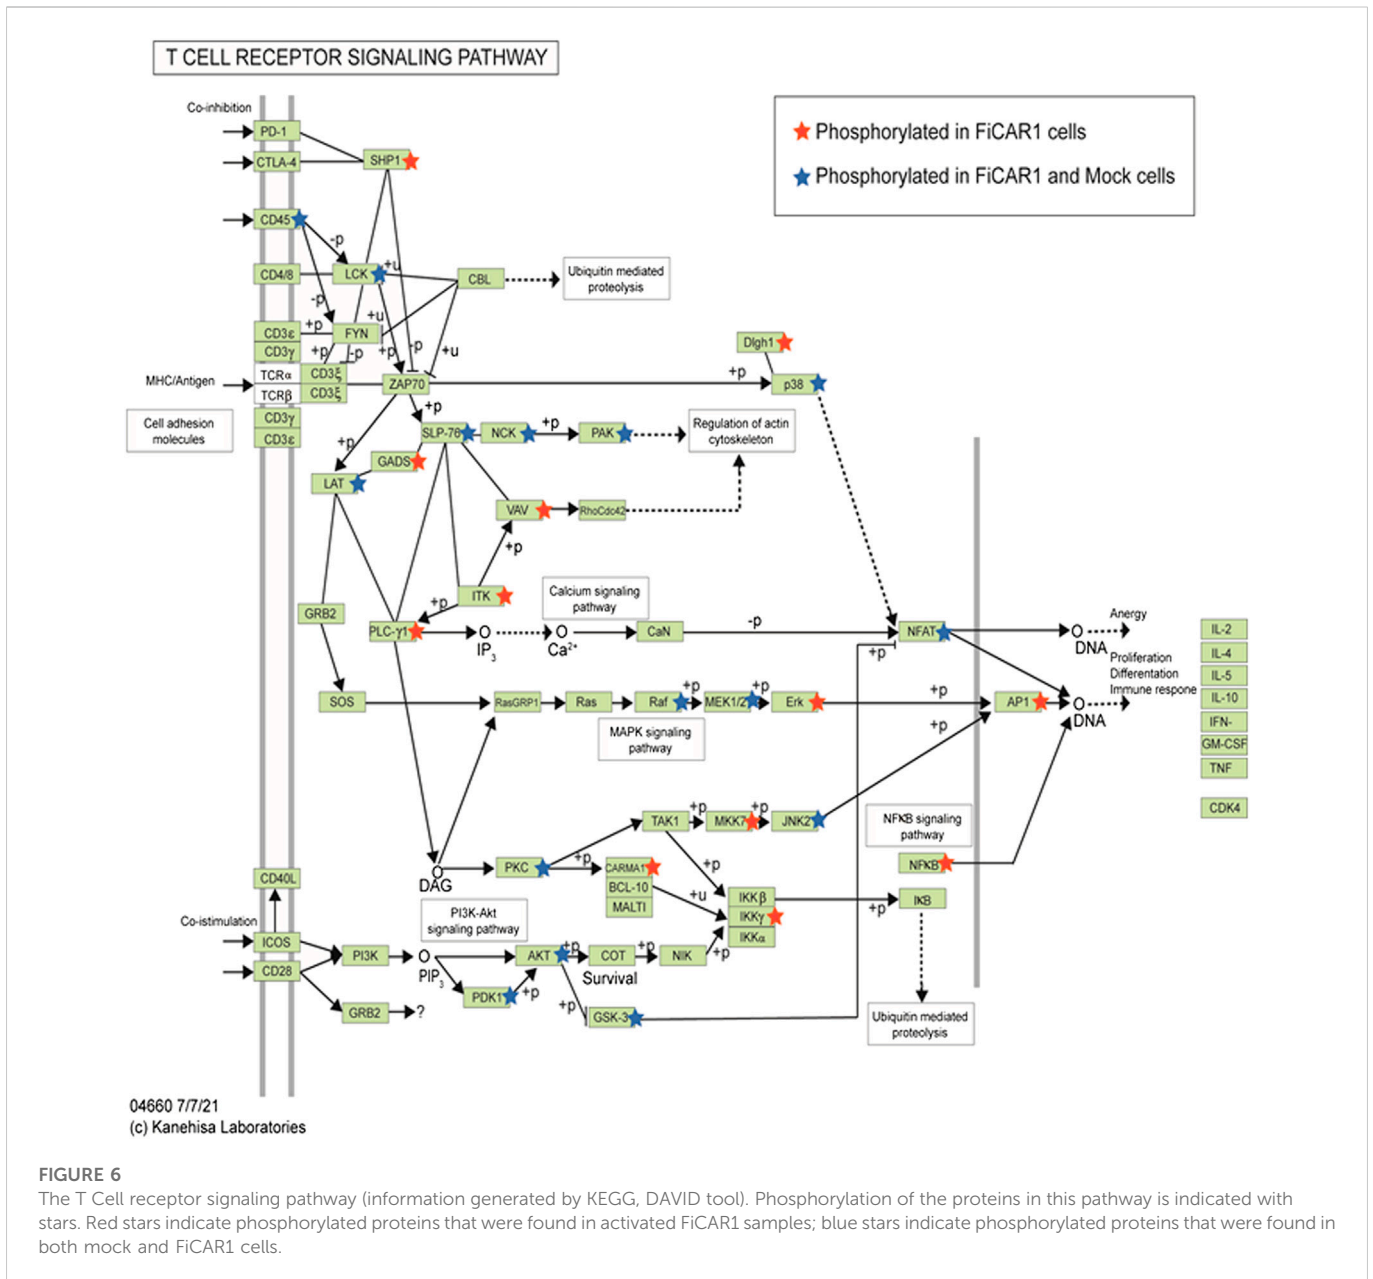 T CELL RECEPTOR SIGNALING PATHWAY
Phosphorylated in FiCAR1 cells
Phosphorylated in FiCAR1 and Mock cells
Co-inhibition
PD-1
CTLA-4
SHP1
CD45
-p
CD4/8
LCK
+u
CBL
Ubiquitin mediated
proteolysis
-p
+u
CD3ε
+p
FYN
CD3γ
+p
-p
+p
-p
+u
Dlgh1
MHC/Antigen
TCRα
CD3ξ
TCRβ
CD3ξ
ZAP70
+p
p38
Cell adhesion
molecules
CD3γ
CD3ε
+p
+p
SLP-76
NCK
+p
PAK
Regulation of actin
cytoskeleton
GADS
LAT
VAV
RhoCdc42
+p
ITK
+p
Calcium signaling
pathway
GRB2
PLC-γ1
IP3
Ca2+
CaN
-p
NFAT
+p
DNA
Anergy
Proliferation
Differentation
Immune respone
DNA
SOS
RasGRP1
Ras
Raf
+p
MEK1/2
+p
Erk
+p
AP1
+p
MAPK signaling
pathway
IL-2
IL-4
IL-5
IL-10
IFN-
GM-CSF
TNF
CDK4
TAK1
+p
MKK7
+p
JNK2
NFκB signaling
pathway
NFκB
DAG
PKC
+p
CARMA1
BCL-10
MALTI
+p
+u
IKKβ
IKKγ
IKKα
+p
IκB
CD40L
Co-istimulation
ICOS
CD28
PI3K
PI3K-Akt
signaling pathway
PIP3
AKT
+p
COT
+p
NIK
+p
Survival
PDK1
+p
+p
GSK-3
GRB2
?
Ubiquitin mediated
proteolysis
04660 7/7/21
(c) Kanehisa Laboratories
FIGURE 6
The T Cell receptor signaling pathway (information generated by KEGG, DAVID tool). Phosphorylation of the proteins in this pathway is indicated with
stars. Red stars indicate phosphorylated proteins that were found in activated FiCAR1 samples; blue stars indicate phosphorylated proteins that were found in
both mock and FiCAR1 cells.